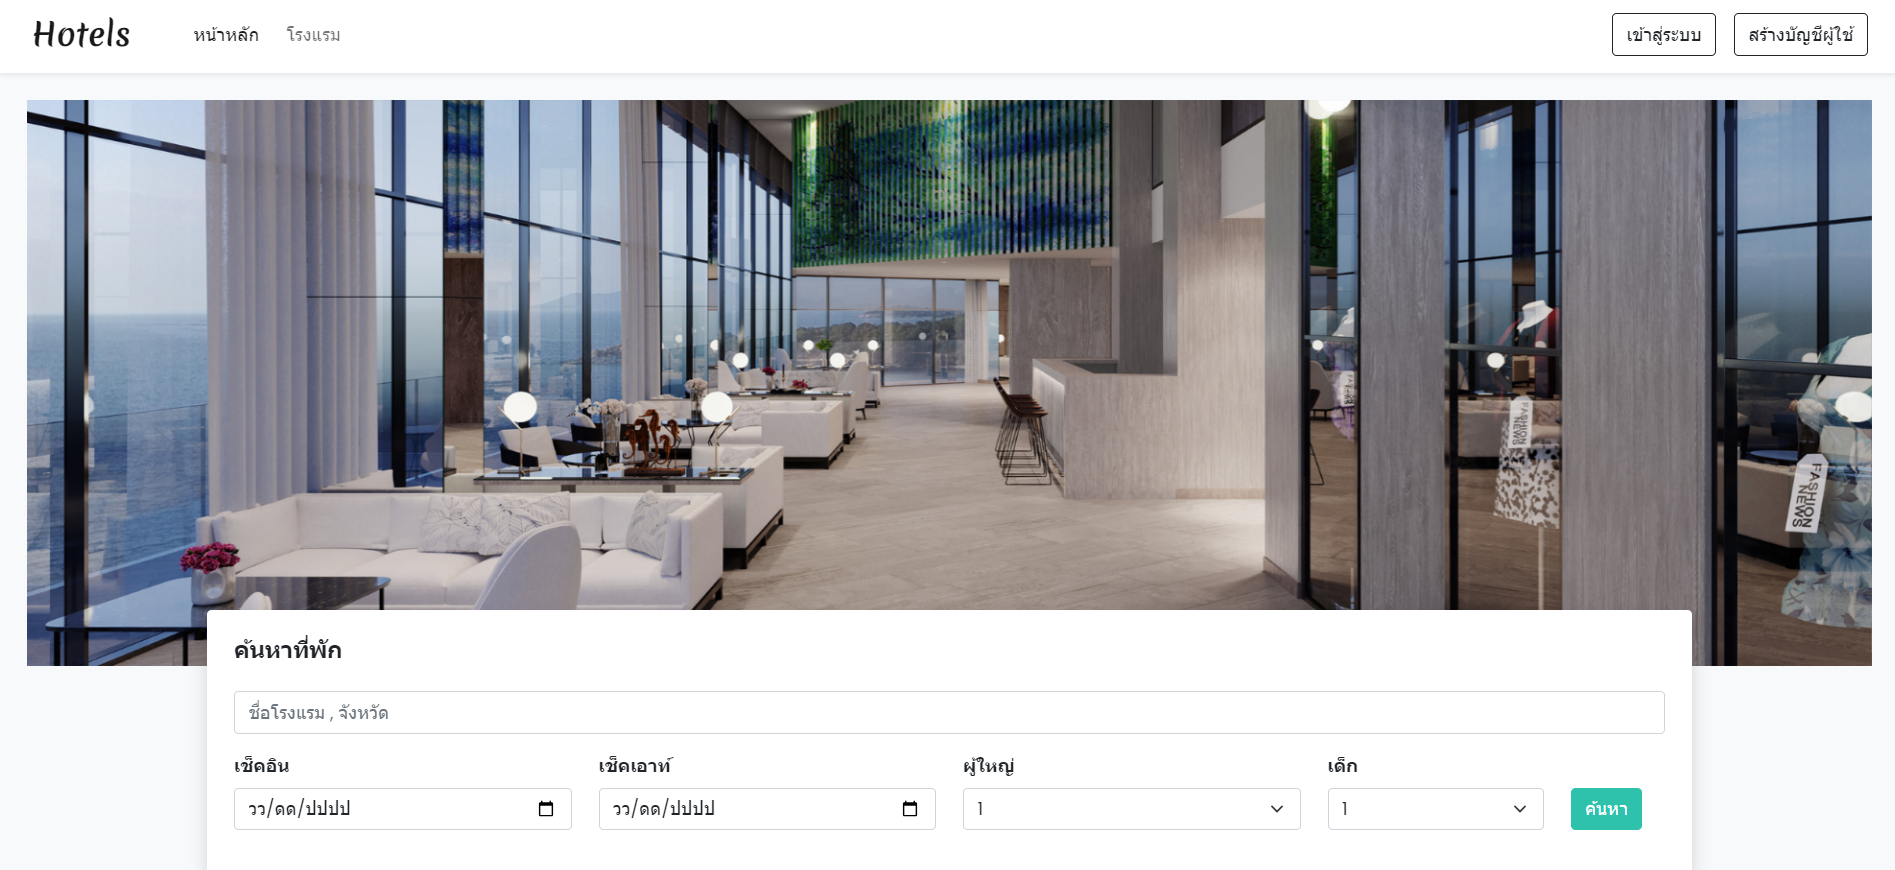 Hotels
หน้าหลัก
โรงแรม
เข้าสู่ระบบ
สร้างบัญชีผู้ใช้
FASHION NEWS
FASHION NEWS
ค้นหาที่พัก
ชื่อโรงแรม , จังหวัด
เช็คอิน
เช็คเอาท์
ผู้ใหญ่
เด็ก
วว/ดด/ปปปป
วว/ดด/ปปปป
1
1
ค้นหา